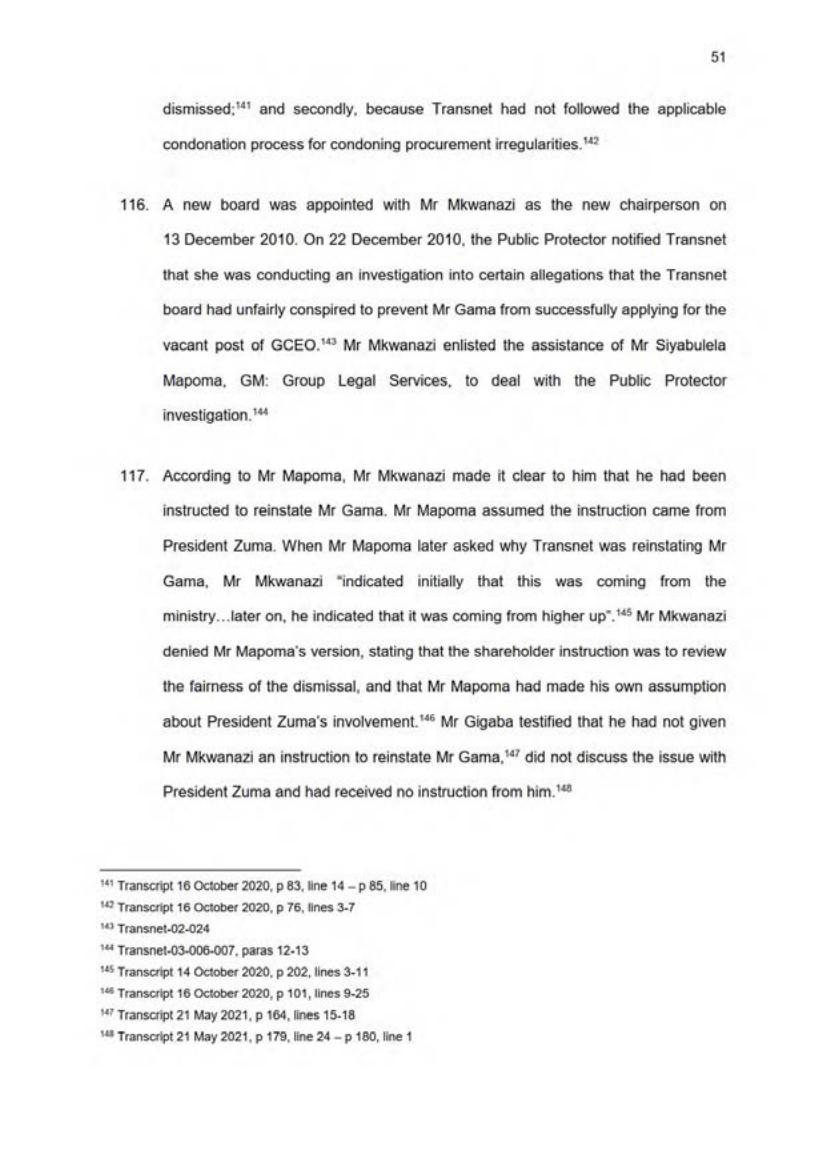 51
dismissed;¹⁴¹ and secondly, because Transnet had not followed the applicable
condonation process for condoning procurement irregularities.¹⁴²
116. A new board was appointed with Mr Mkwanazi as the new chairperson on
13 December 2010. On 22 December 2010, the Public Protector notified Transnet
that she was conducting an investigation into certain allegations that the Transnet
board had unfairly conspired to prevent Mr Gama from successfully applying for the
vacant post of GCEO.¹⁴³ Mr Mkwanazi enlisted the assistance of Mr Siyabulela
Mapoma, GM: Group Legal Services, to deal with the Public Protector
investigation.¹⁴⁴
117. According to Mr Mapoma, Mr Mkwanazi made it clear to him that he had been
instructed to reinstate Mr Gama. Mr Mapoma assumed the instruction came from
President Zuma. When Mr Mapoma later asked why Transnet was reinstating Mr
Gama, Mr Mkwanazi “indicated initially that this was coming from the
ministry…later on, he indicated that it was coming from higher up”.¹⁴⁵ Mr Mkwanazi
denied Mr Mapoma’s version, stating that the shareholder instruction was to review
the fairness of the dismissal, and that Mr Mapoma had made his own assumption
about President Zuma’s involvement.¹⁴⁶ Mr Gigaba testified that he had not given
Mr Mkwanazi an instruction to reinstate Mr Gama,¹⁴⁷ did not discuss the issue with
President Zuma and had received no instruction from him.¹⁴⁸
¹⁴¹ Transcript 16 October 2020, p 83, line 14 – p 85, line 10
¹⁴² Transcript 16 October 2020, p 76, lines 3-7
¹⁴³ Transnet-02-024
¹⁴⁴ Transnet-03-006-007, paras 12-13
¹⁴⁵ Transcript 14 October 2020, p 202, lines 3-11
¹⁴⁶ Transcript 16 October 2020, p 101, lines 9-25
¹⁴⁷ Transcript 21 May 2021, p 164, lines 15-18
¹⁴⁸ Transcript 21 May 2021, p 179, line 24 – p 180, line 1